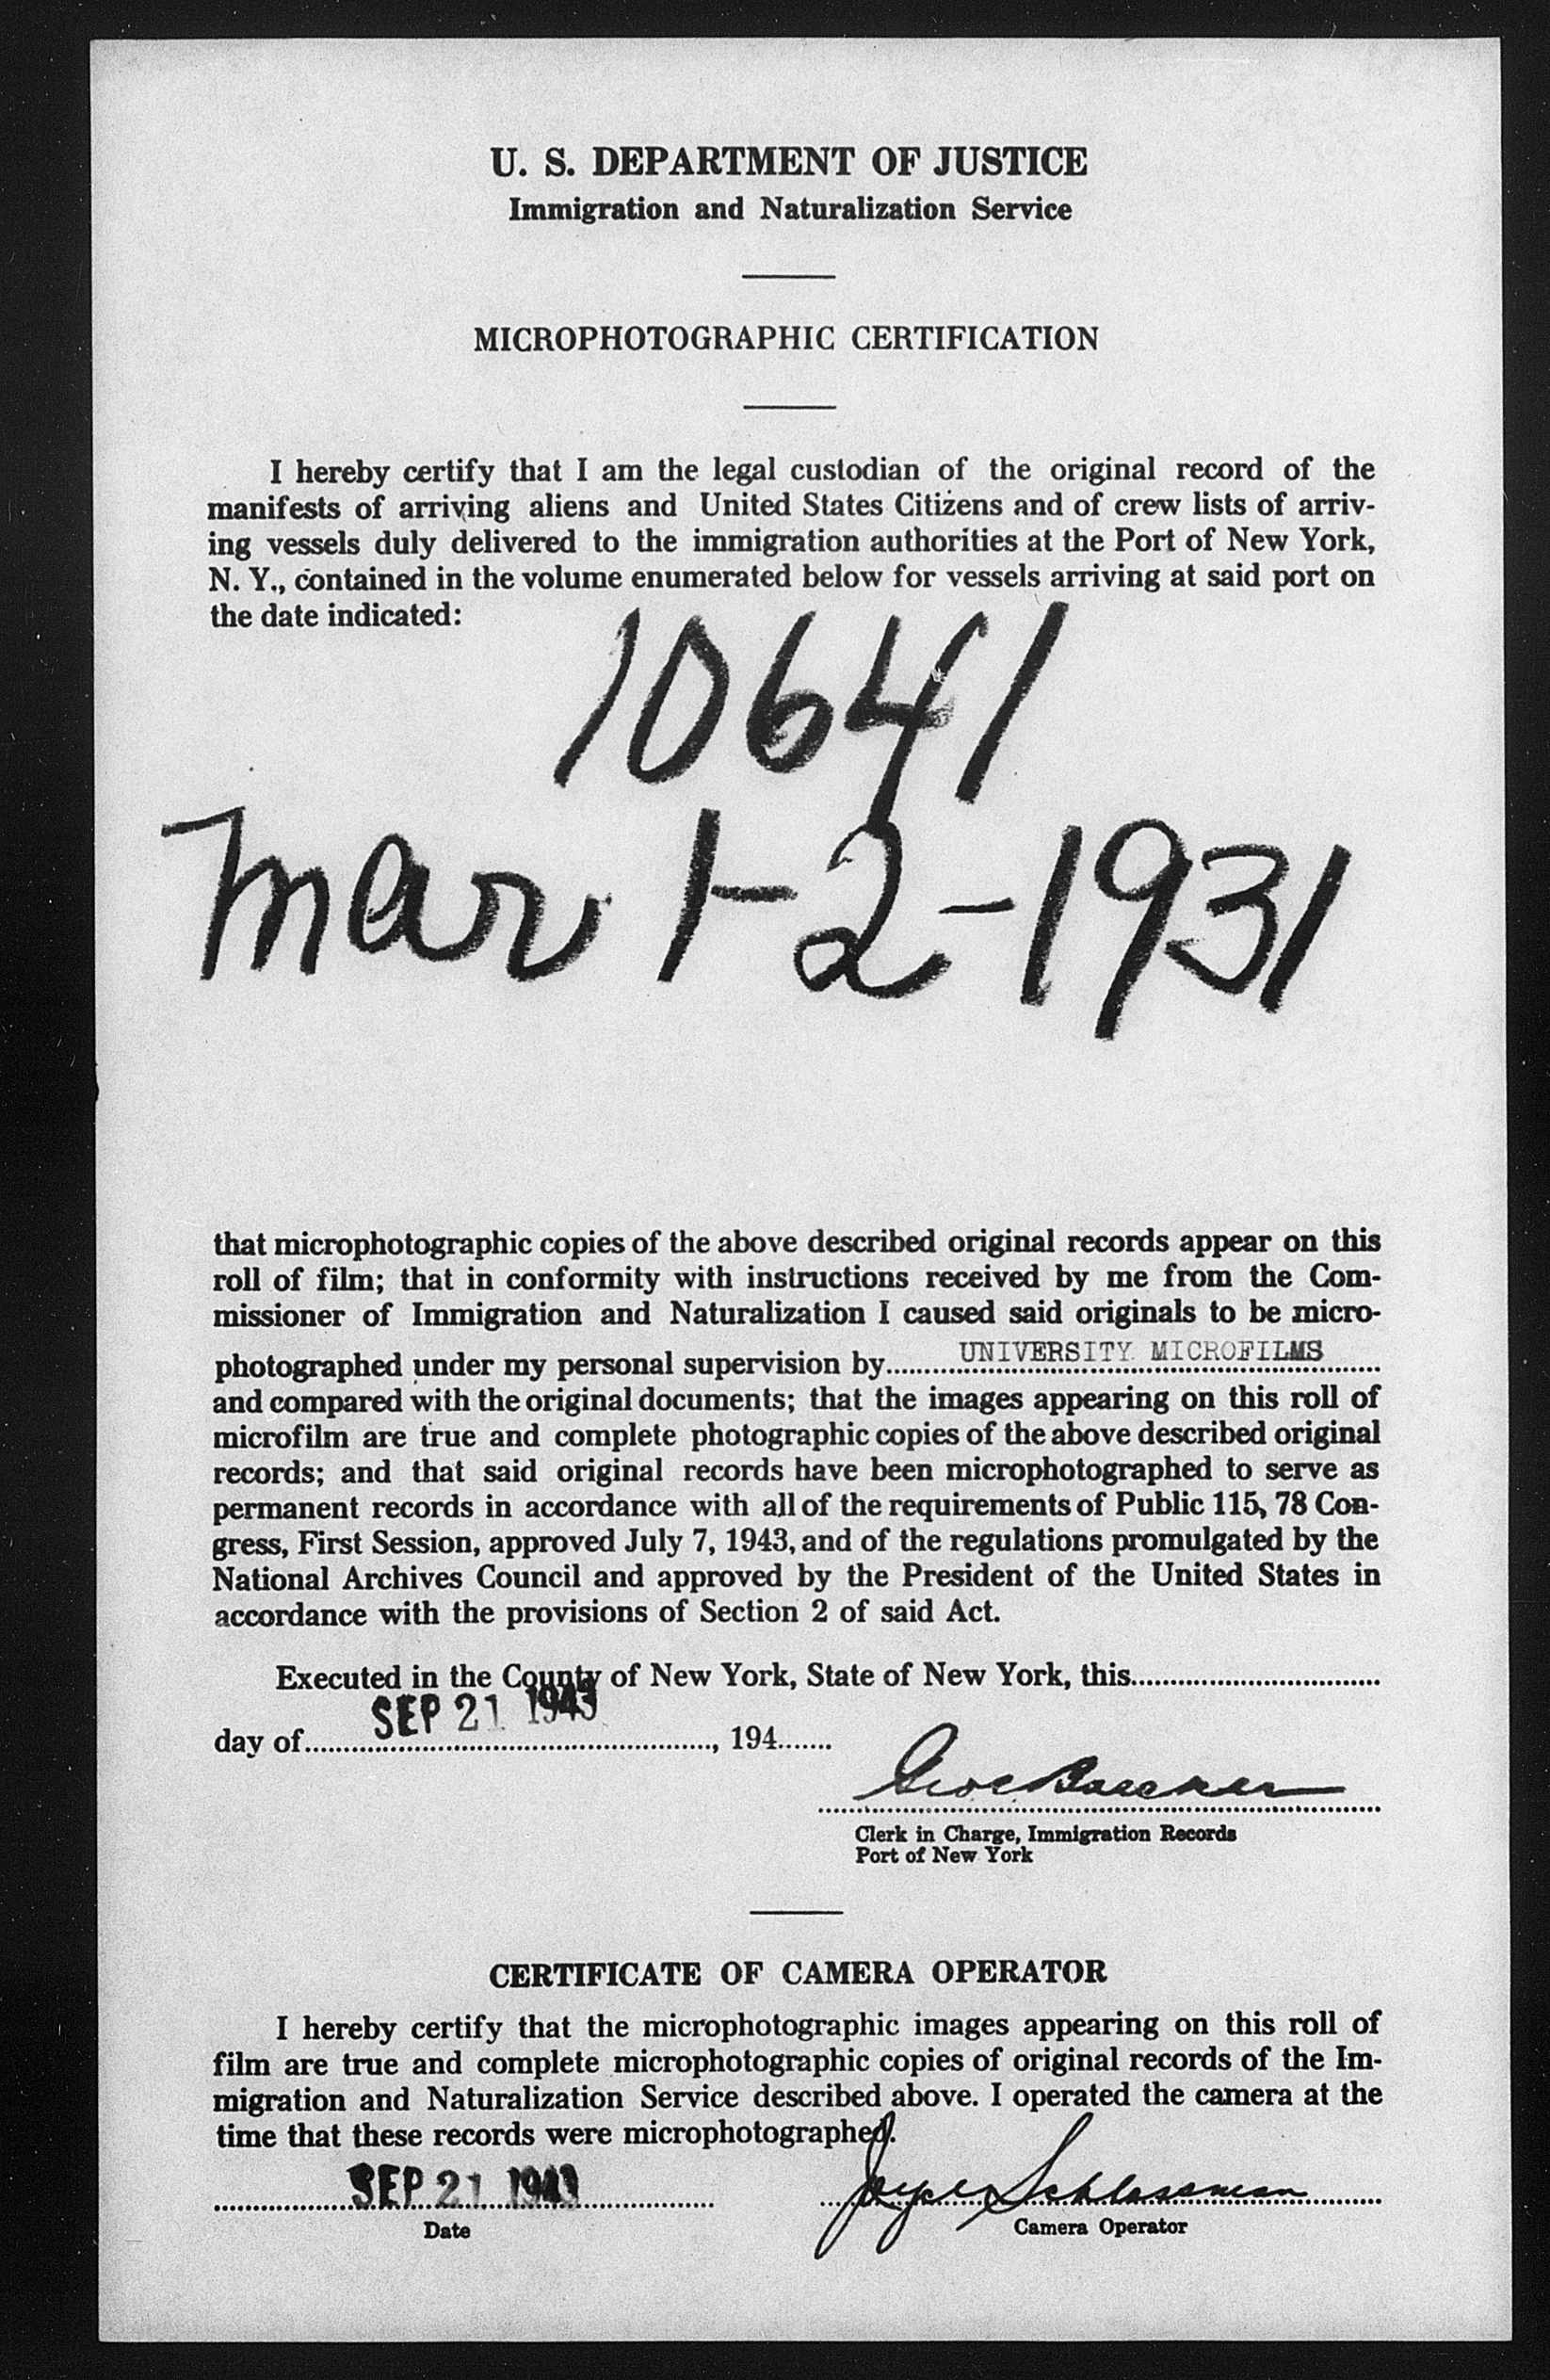 U. S. DEPARTMENT OF JUSTICE
Immigration and Naturalization Service
MICROPHOTOGRAPHIC CERTIFICATION
I hereby certify that I am the legal custodian of the original record of the
manifests of arriving aliens and United States Citizens and of crew lists of arriv-
ing vessels duly delivered to the immigration authorities at the Port of New York,
N. Y., contained in the volume enumerated below for vessels arriving at said port on
the date indicated:
10641
Mar 1-2-1931
that microphotographic copies of the above described original records appear on this
roll of film; that in conformity with instructions received by me from the Com-
missioner of Immigration and Naturalization I caused said originals to be micro-
photographed under my personal supervision by UNIVERSITY MICROFILMS
and compared with the original documents; that the images appearing on this roll of
microfilm are true and complete photographic copies of the above described original
records; and that said original records have been microphotographed to serve as
permanent records in accordance with all of the requirements of Public 115, 78 Con-
gress, First Session, approved July 7, 1943, and of the regulations promulgated by the
National Archives Council and approved by the President of the United States in
accordance with the provisions of Section 2 of said Act.
Executed in the County of New York, State of New York, this
day of SEP 21 1943, 194
Clerk in Charge, Immigration Records
Port of New York
CERTIFICATE OF CAMERA OPERATOR
I hereby certify that the microphotographic images appearing on this roll of
film are true and complete microphotographic copies of original records of the Im-
migration and Naturalization Service described above. I operated the camera at the
time that these records were microphotographed.
SEP 21 1943
Date
Camera Operator